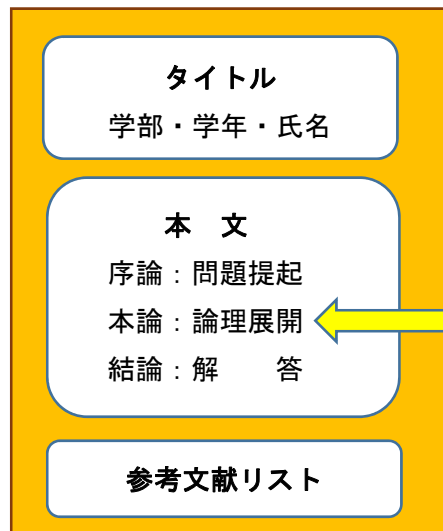 タイトル
学部・学年・氏名
本　文
序論：問題提起
本論：論理展開
結論：解　　答
参考文献リスト